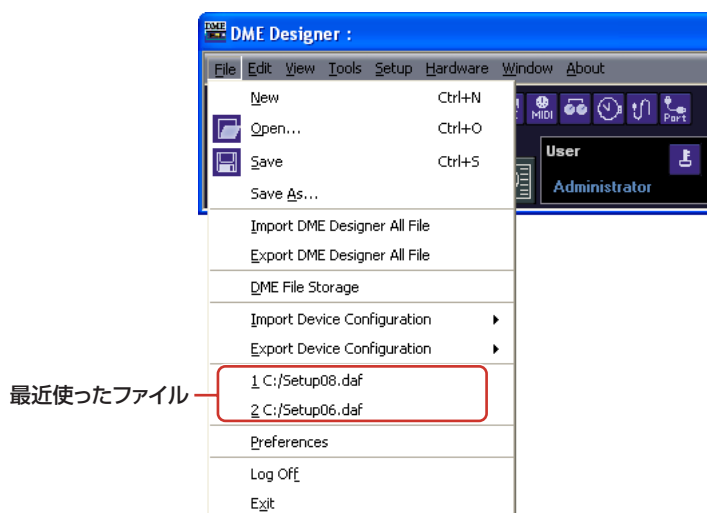 DME Designer :
File Edit View Tools Setup Hardware Window About
New Ctrl+N
Open... Ctrl+O
Save Ctrl+S
Save As...
MIDI
Port
User
Administrator
Import DME Designer All File
Export DME Designer All File
DME File Storage
Import Device Configuration
Export Device Configuration
最近使ったファイル
1 C:/Setup08.daf
2 C:/Setup06.daf
Preferences
Log Off
Exit